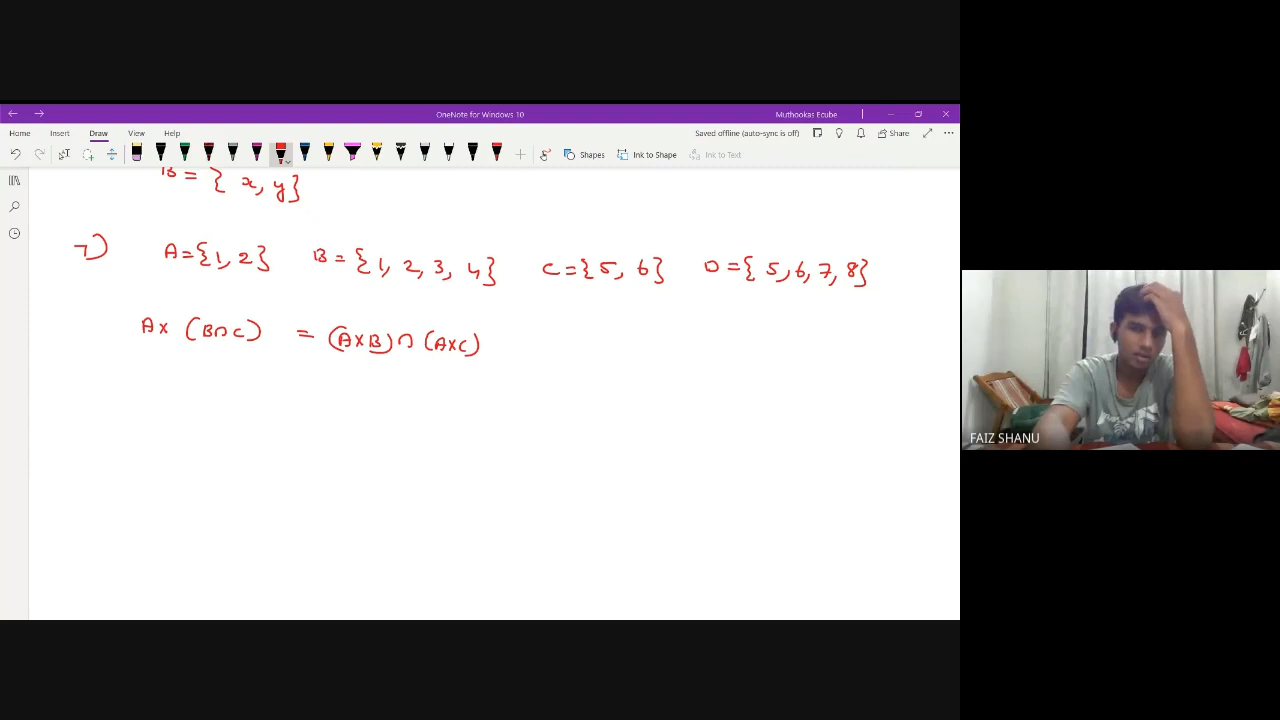 OneNote for Windows 10
Muthookas Ecube
Home Insert Draw View Help
Saved offline (auto-sync is off)
Share
Shapes
Ink to Shape
Ink to Text
B = { x, y}
7) A={1, 2} B = {1, 2, 3, 4} C={5, 6} D={ 5, 6, 7, 8}
A× (B∩C) = (A×B)∩(A×C)
FAIZ SHANU